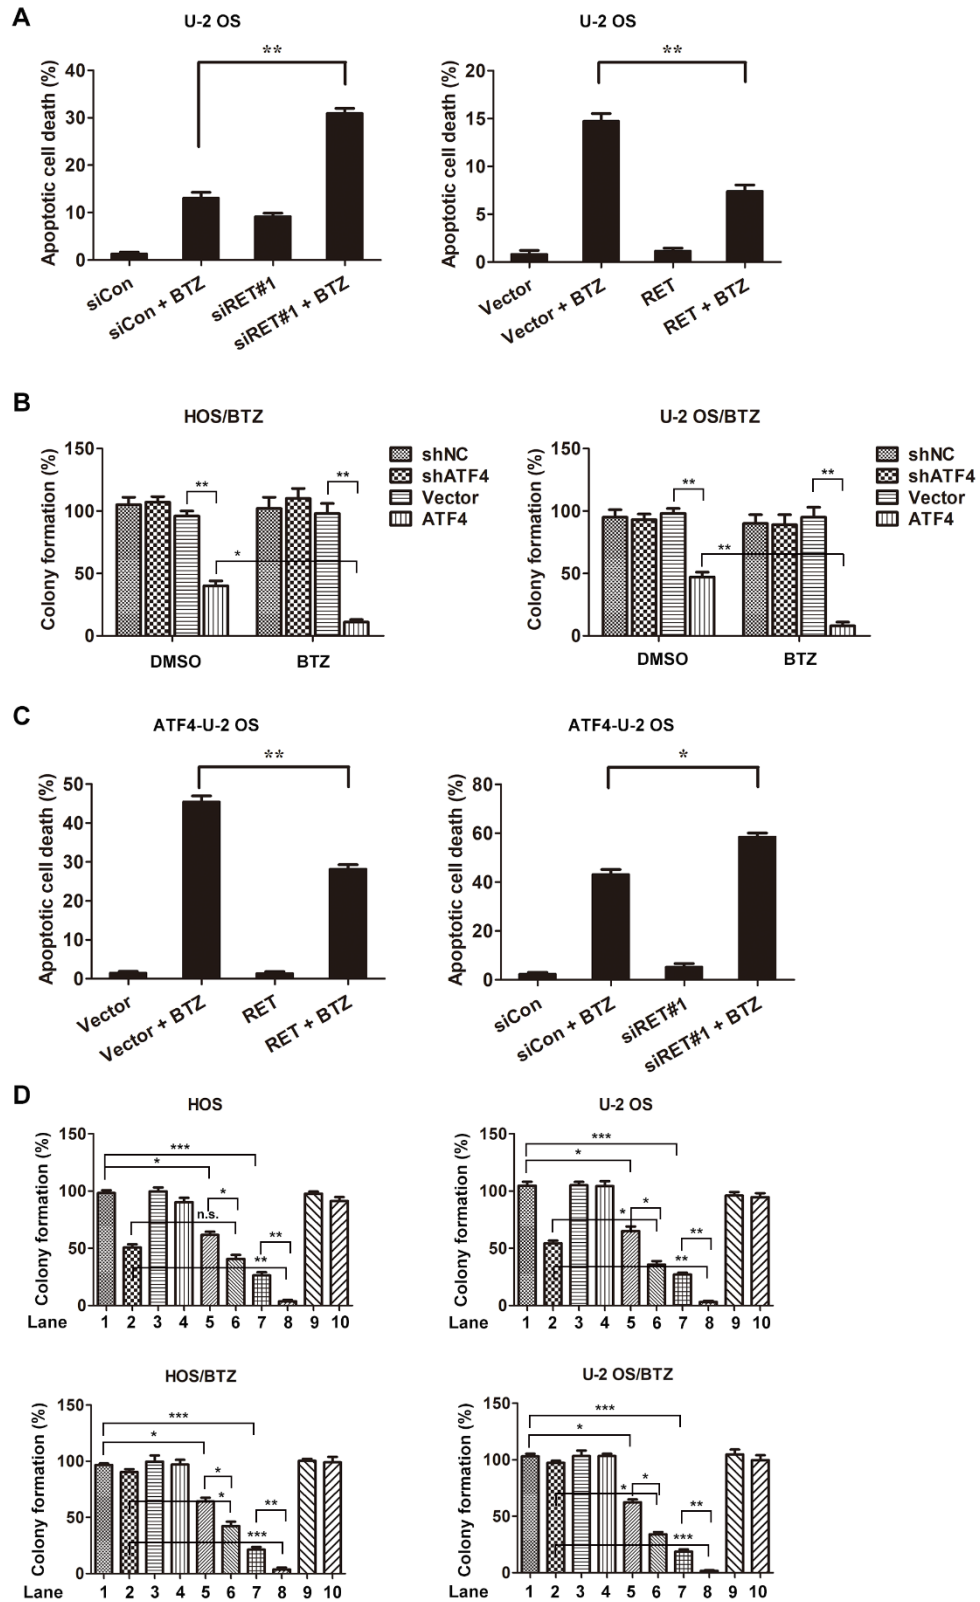 A
U-2 OS
Apoptotic cell death (%)
40
30
20
10
0
**
siCon
siCon + BTZ
siRET#1
siRET#1 + BTZ
U-2 OS
Apoptotic cell death (%)
20
15
10
5
0
**
Vector
Vector + BTZ
RET
RET + BTZ
B
HOS/BTZ
Colony formation (%)
150
100
50
0
**
**
*
DMSO
BTZ
shNC
shATF4
Vector
ATF4
U-2 OS/BTZ
Colony formation (%)
150
100
50
0
**
**
**
DMSO
BTZ
shNC
shATF4
Vector
ATF4
C
ATF4-U-2 OS
Apoptotic cell death (%)
50
40
30
20
10
0
**
Vector
Vector + BTZ
RET
RET + BTZ
ATF4-U-2 OS
Apoptotic cell death (%)
80
60
40
20
0
*
siCon
siCon + BTZ
siRET#1
siRET#1 + BTZ
D
HOS
Colony formation (%)
150
100
50
0
***
*
*
n.s.
**
**
Lane 1 2 3 4 5 6 7 8 9 10
U-2 OS
Colony formation (%)
150
100
50
0
***
*
*
*
**
**
Lane 1 2 3 4 5 6 7 8 9 10
HOS/BTZ
Colony formation (%)
150
100
50
0
***
*
*
*
**
***
Lane 1 2 3 4 5 6 7 8 9 10
U-2 OS/BTZ
Colony formation (%)
150
100
50
0
***
*
*
*
**
***
Lane 1 2 3 4 5 6 7 8 9 10